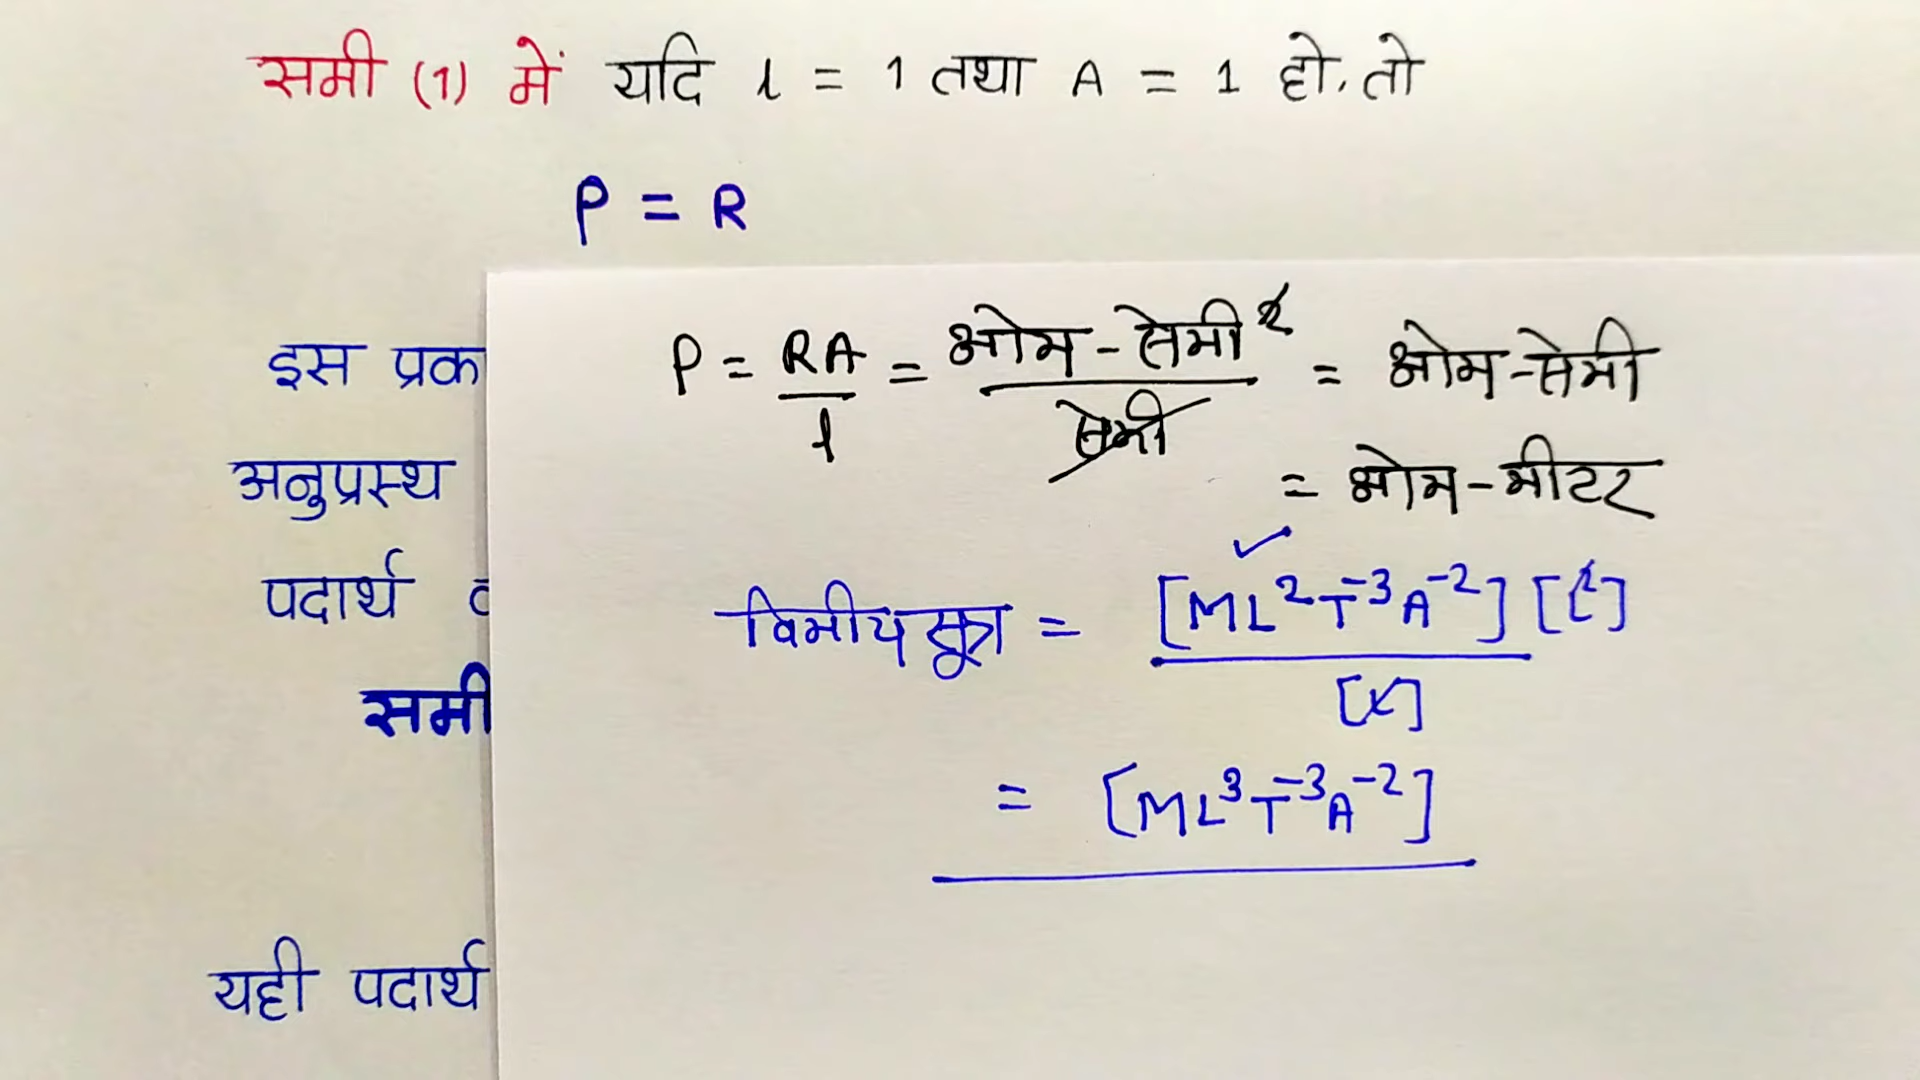 समी (1) में यदि l = 1 तथा A = 1 हो, तो
ρ = R
इस प्रक
अनुप्रस्थ
पदार्थ
समी
यही पदार्थ
ρ = RA/l = ओम-सेमी²/सेमी = ओम-सेमी
= ओम-मीटर
✓
विमीय सूत्र = [ML²T⁻³A⁻²] [L²]/[L]
= [ML³T⁻³A⁻²]